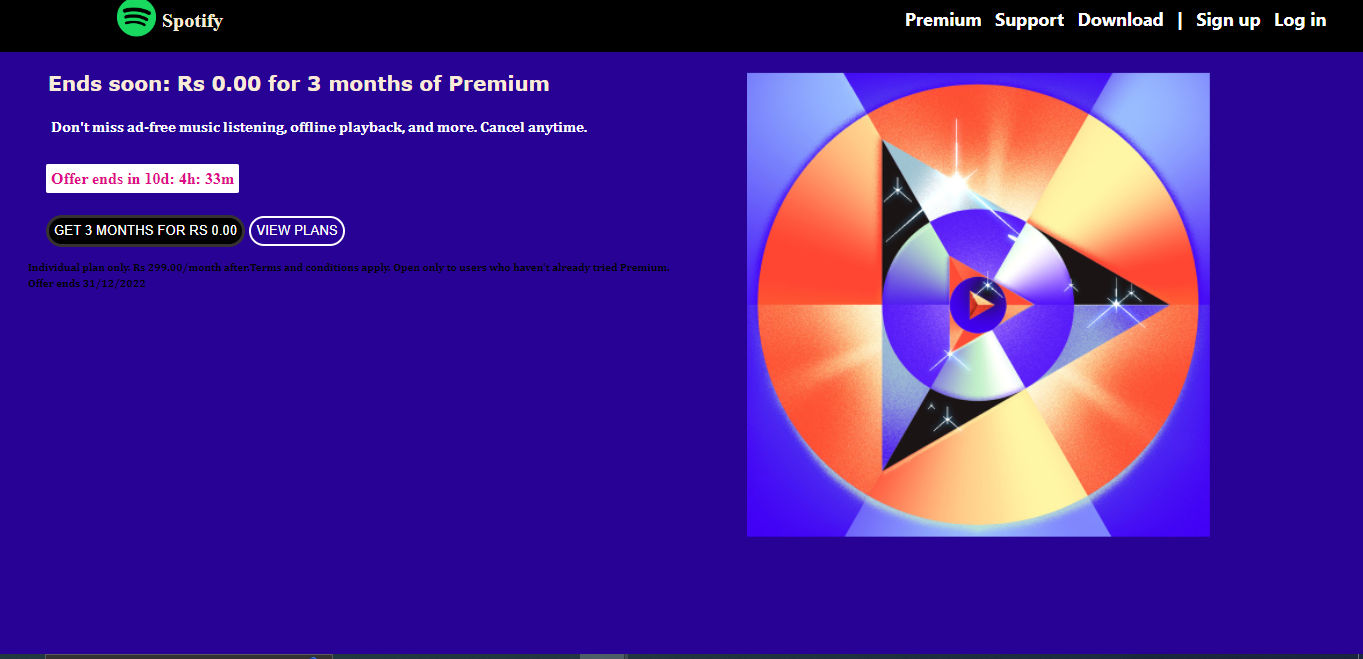 Spotify
Premium Support Download | Sign up Log in
Ends soon: Rs 0.00 for 3 months of Premium
Don't miss ad-free music listening, offline playback, and more. Cancel anytime.
Offer ends in 10d: 4h: 33m
GET 3 MONTHS FOR RS 0.00 VIEW PLANS
Individual plan only. Rs 299.00/month after.Terms and conditions apply. Open only to users who haven't already tried Premium.
Offer ends 31/12/2022